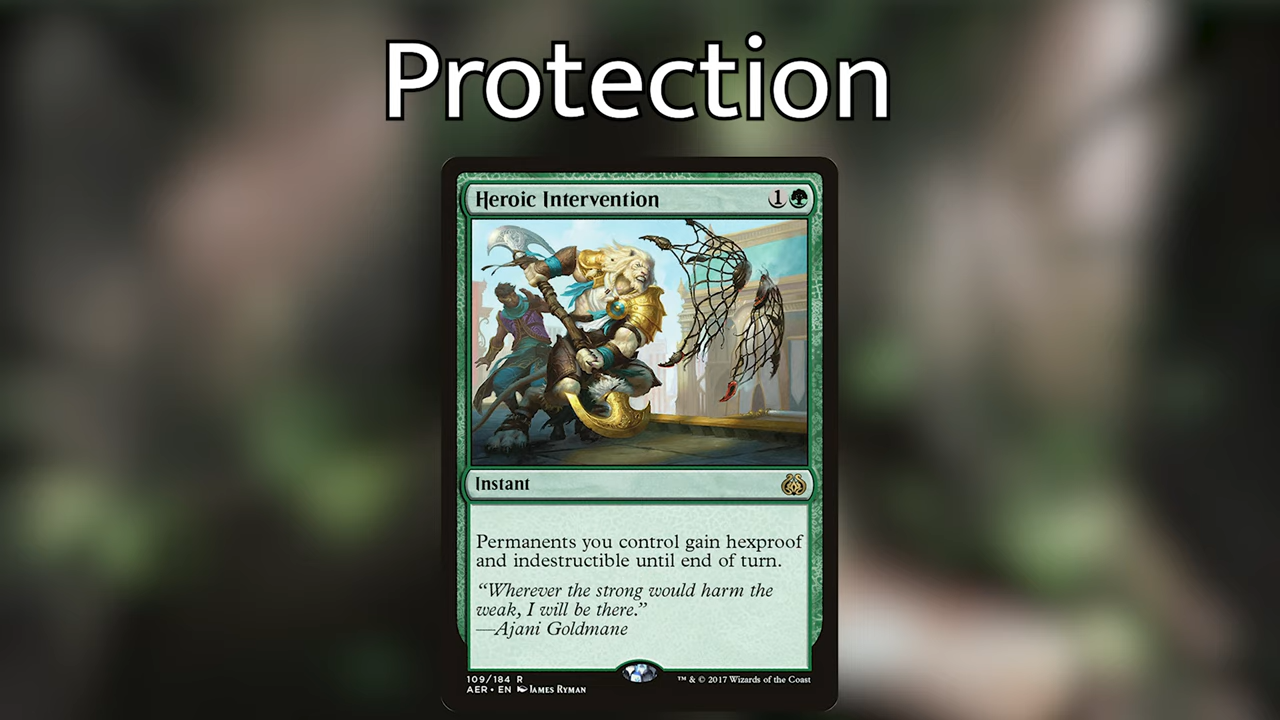 Protection
Heroic Intervention 1
Instant
Permanents you control gain hexproof
and indestructible until end of turn.
“Wherever the strong would harm the
weak, I will be there.”
—Ajani Goldmane
109/184 R
AER • EN James Ryman
™ & © 2017 Wizards of the Coast